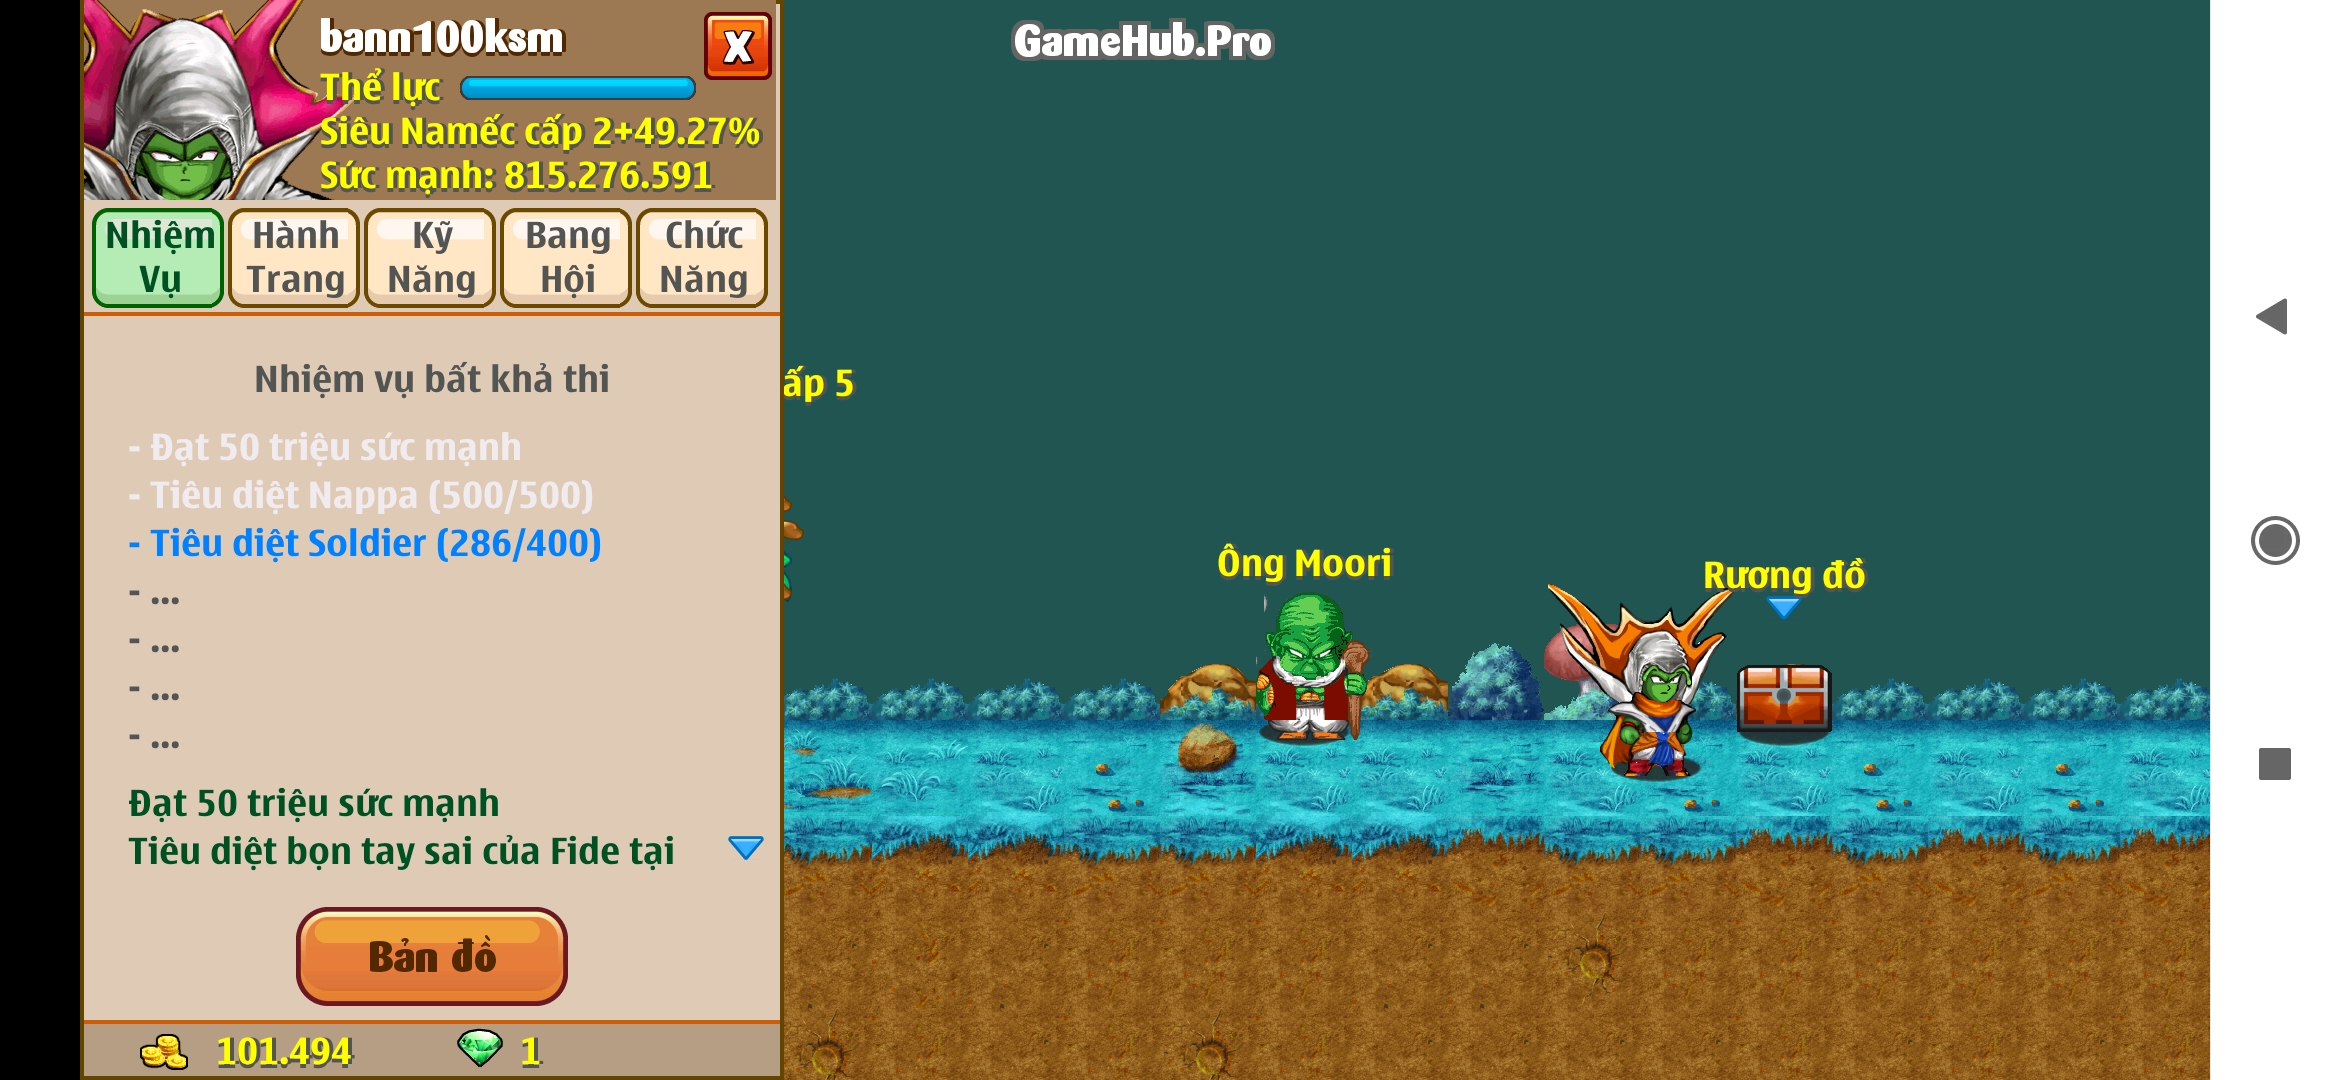 bann100ksm
X
Thể lực
Siêu Namếc cấp 2+49.27%
Sức mạnh: 815.276.591
Nhiệm Vụ
Hành Trang
Kỹ Năng
Bang Hội
Chức Năng
Nhiệm vụ bất khả thi
- Đạt 50 triệu sức mạnh
- Tiêu diệt Nappa (500/500)
- Tiêu diệt Soldier (286/400)
- ...
- ...
- ...
- ...
Đạt 50 triệu sức mạnh
Tiêu diệt bọn tay sai của Fide tại
Bản đồ
101.494
1
GameHub.Pro
ấp 5
Ông Moori
Rương đồ